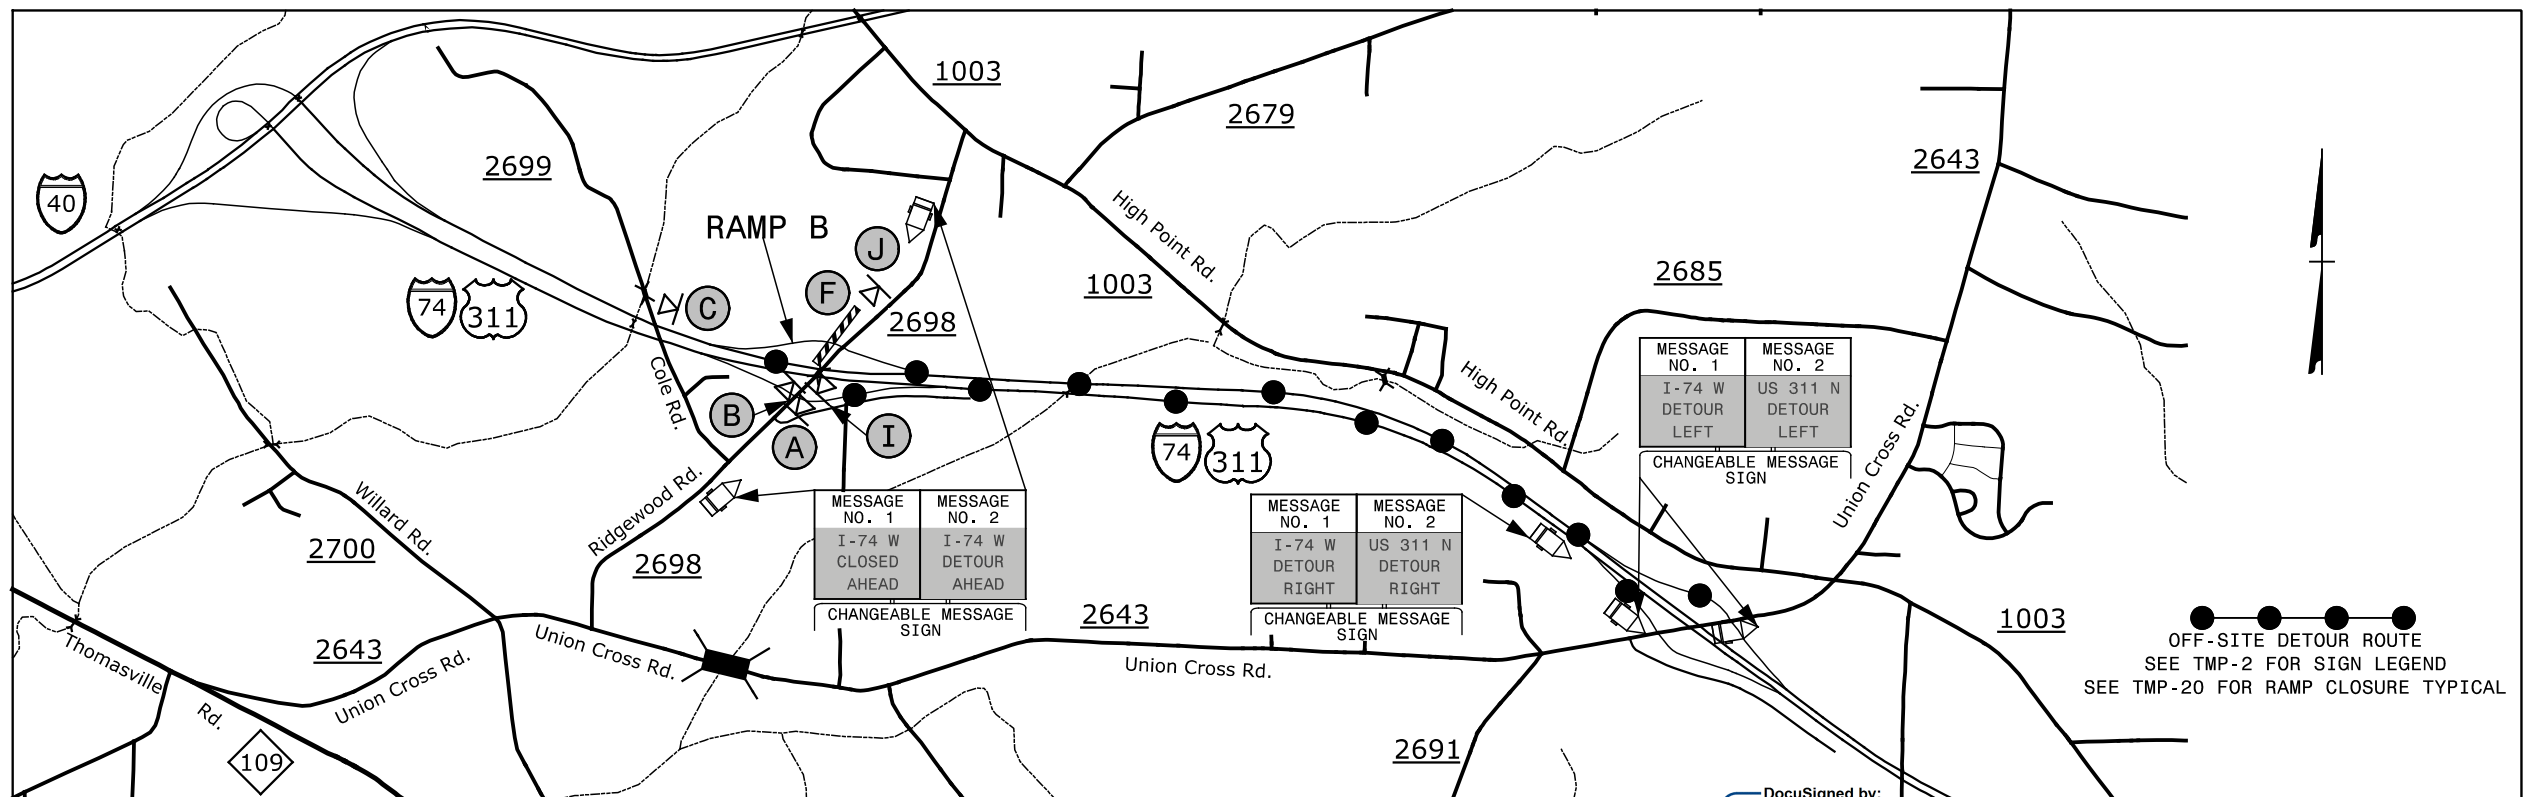 1003
2679
2643
2699
40
RAMP B
J
High Point Rd.
2685
F
1003
C
74
311
2698
MESSAGE NO. 1
I-74 W
DETOUR
LEFT
MESSAGE NO. 2
US 311 N
DETOUR
LEFT
CHANGEABLE MESSAGE
SIGN
Cole Rd.
High Point Rd.
Union Cross Rd.
B
A
I
74
311
Ridgewood Rd.
Willard Rd.
2700
2698
MESSAGE NO. 1
I-74 W
CLOSED
AHEAD
MESSAGE NO. 2
I-74 W
DETOUR
AHEAD
CHANGEABLE MESSAGE
SIGN
MESSAGE NO. 1
I-74 W
DETOUR
RIGHT
MESSAGE NO. 2
US 311 N
DETOUR
RIGHT
CHANGEABLE MESSAGE
SIGN
2643
1003
OFF-SITE DETOUR ROUTE
SEE TMP-2 FOR SIGN LEGEND
SEE TMP-20 FOR RAMP CLOSURE TYPICAL
Thomasville Rd.
2643
Union Cross Rd.
Union Cross Rd.
Union Cross Rd.
109
2691
DocuSigned by: